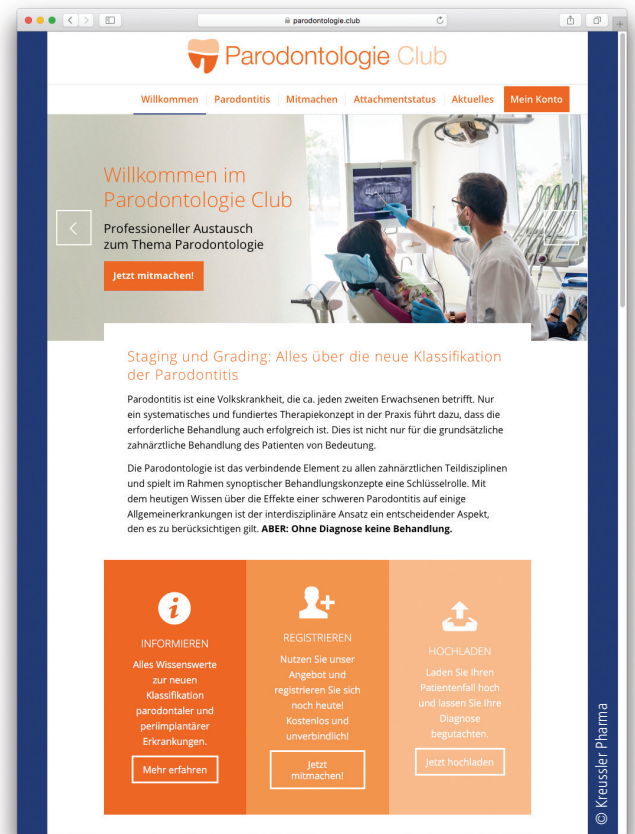 parodontologie.club
Parodontologie Club
Willkommen Parodontitis Mitmachen Attachmentstatus Aktuelles Mein Konto
Willkommen im
Parodontologie Club
Professioneller Austausch
zum Thema Parodontologie
Jetzt mitmachen!
Staging und Grading: Alles über die neue Klassifikation
der Parodontitis
Parodontitis ist eine Volkskrankheit, die ca. jeden zweiten Erwachsenen betrifft. Nur
ein systematisches und fundiertes Therapiekonzept in der Praxis führt dazu, dass die
erforderliche Behandlung auch erfolgreich ist. Dies ist nicht nur für die grundsätzliche
zahnärztliche Behandlung des Patienten von Bedeutung.
Die Parodontologie ist das verbindende Element zu allen zahnärztlichen Teildisziplinen
und spielt im Rahmen synoptischer Behandlungskonzepte eine Schlüsselrolle. Mit
dem heutigen Wissen über die Effekte einer schweren Parodontitis auf einige
Allgemeinerkrankungen ist der interdisziplinäre Ansatz ein entscheidender Aspekt,
den es zu berücksichtigen gilt. ABER: Ohne Diagnose keine Behandlung.
INFORMIEREN
Alles Wissenswerte
zur neuen
Klassifikation
parodontaler und
periimplantärer
Erkrankungen.
Mehr erfahren
REGISTRIEREN
Nutzen Sie unser
Angebot und
registrieren Sie sich
noch heute!
Kostenlos und
unverbindlich!
Jetzt
mitmachen!
HOCHLADEN
Laden Sie Ihren
Patientenfall hoch
und lassen Sie Ihre
Diagnose
begutachten.
Jetzt hochladen
© Kreussler Pharma